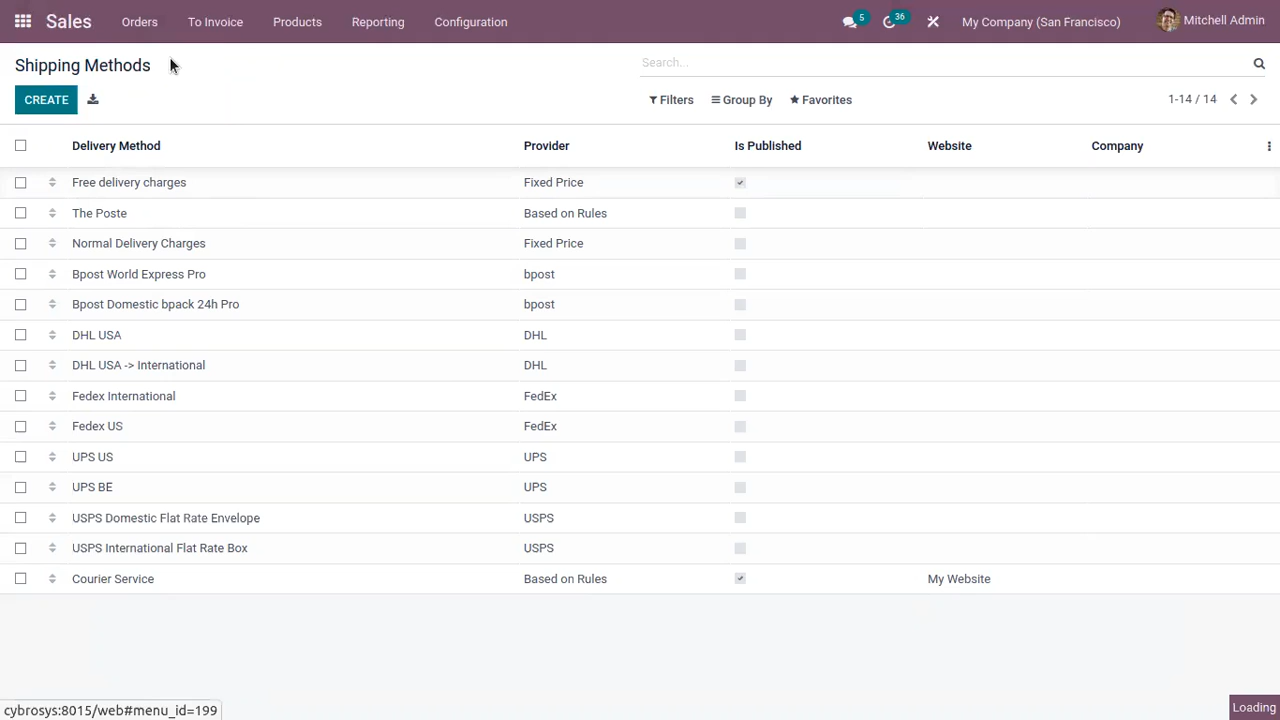 Sales Orders To Invoice Products Reporting Configuration 5 36 My Company (San Francisco) Mitchell Admin
Shipping Methods Search...
CREATE Filters Group By Favorites 1-14 / 14
Delivery Method Provider Is Published Website Company
Free delivery charges Fixed Price
The Poste Based on Rules
Normal Delivery Charges Fixed Price
Bpost World Express Pro bpost
Bpost Domestic bpack 24h Pro bpost
DHL USA DHL
DHL USA -> International DHL
Fedex International FedEx
Fedex US FedEx
UPS US UPS
UPS BE UPS
USPS Domestic Flat Rate Envelope USPS
USPS International Flat Rate Box USPS
Courier Service Based on Rules My Website
cybrosys:8015/web#menu_id=199 Loading